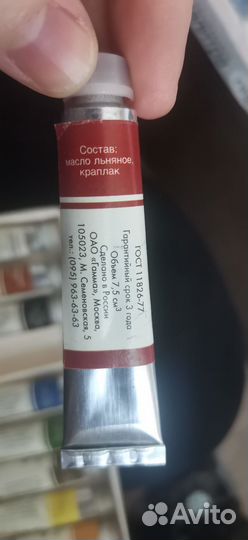 Состав:
масло льняное,
краплак
ГОСТ 11826-77
Гарантийный срок 3 года
Объем 7,5 см³
Сделано в России
ОАО «Гамма», Москва,
105023, М. Семеновская, 5
тел.: (095) 963-63-63
Avito